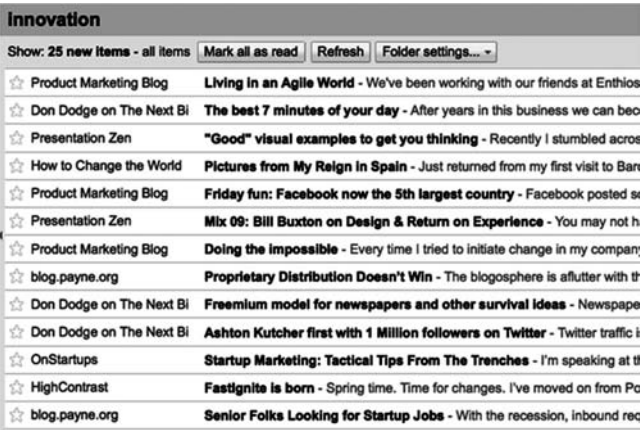 innovation
Show: 25 new items - all items Mark all as read Refresh Folder settings...
Product Marketing Blog Living in an Agile World - We've been working with our friends at Enthios
Don Dodge on The Next Bi The best 7 minutes of your day - After years in this business we can bec
Presentation Zen "Good" visual examples to get you thinking - Recently I stumbled acros
How to Change the World Pictures from My Reign in Spain - Just returned from my first visit to Barc
Product Marketing Blog Friday fun: Facebook now the 5th largest country - Facebook posted so
Presentation Zen Mix 09: Bill Buxton on Design & Return on Experience - You may not h
Product Marketing Blog Doing the impossible - Every time I tried to initiate change in my company
blog.payne.org Proprietary Distribution Doesn't Win - The blogosphere is aflutter with th
Don Dodge on The Next Bi Freemium model for newspapers and other survival ideas - Newspape
Don Dodge on The Next Bi Ashton Kutcher first with 1 Million followers on Twitter - Twitter traffic i
OnStartups Startup Marketing: Tactical Tips From The Trenches - I'm speaking at th
HighContrast Fastignite is born - Spring time. Time for changes. I've moved on from Po
blog.payne.org Senior Folks Looking for Startup Jobs - With the recession, inbound req